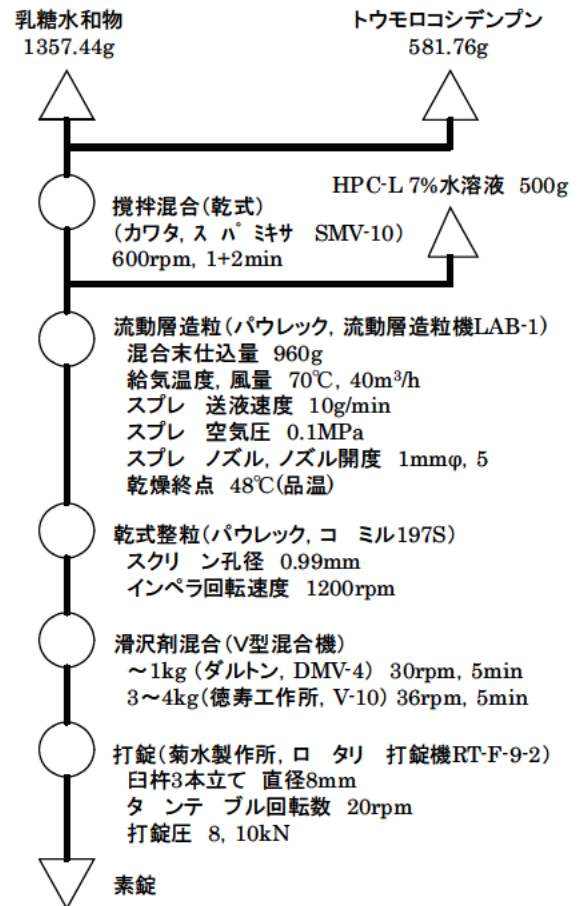 乳糖水和物
1357.44g
トウモロコシデンプン
581.76g
HPC-L 7%水溶液 500g
撹拌混合(乾式)
(カワタ, ス パ゜ミキサ SMV-10)
600rpm, 1+2min
流動層造粒(パウレック, 流動層造粒機LAB-1)
混合末仕込量 960g
給気温度, 風量 70℃, 40m³/h
スプレ 送液速度 10g/min
スプレ 空気圧 0.1MPa
スプレ ノズル, ノズル開度 1mmφ, 5
乾燥終点 48℃(品温)
乾式整粒(パウレック, コ ミル197S)
スクリ ン孔径 0.99mm
インペラ回転速度 1200rpm
滑沢剤混合(V型混合機)
～1kg (ダルトン, DMV-4) 30rpm, 5min
3～4kg(徳寿工作所, V-10) 36rpm, 5min
打錠(菊水製作所, ロ タリ 打錠機RT-F-9-2)
臼杵3本立て 直径8mm
タ ンテ ブル回転数 20rpm
打錠圧 8, 10kN
素錠